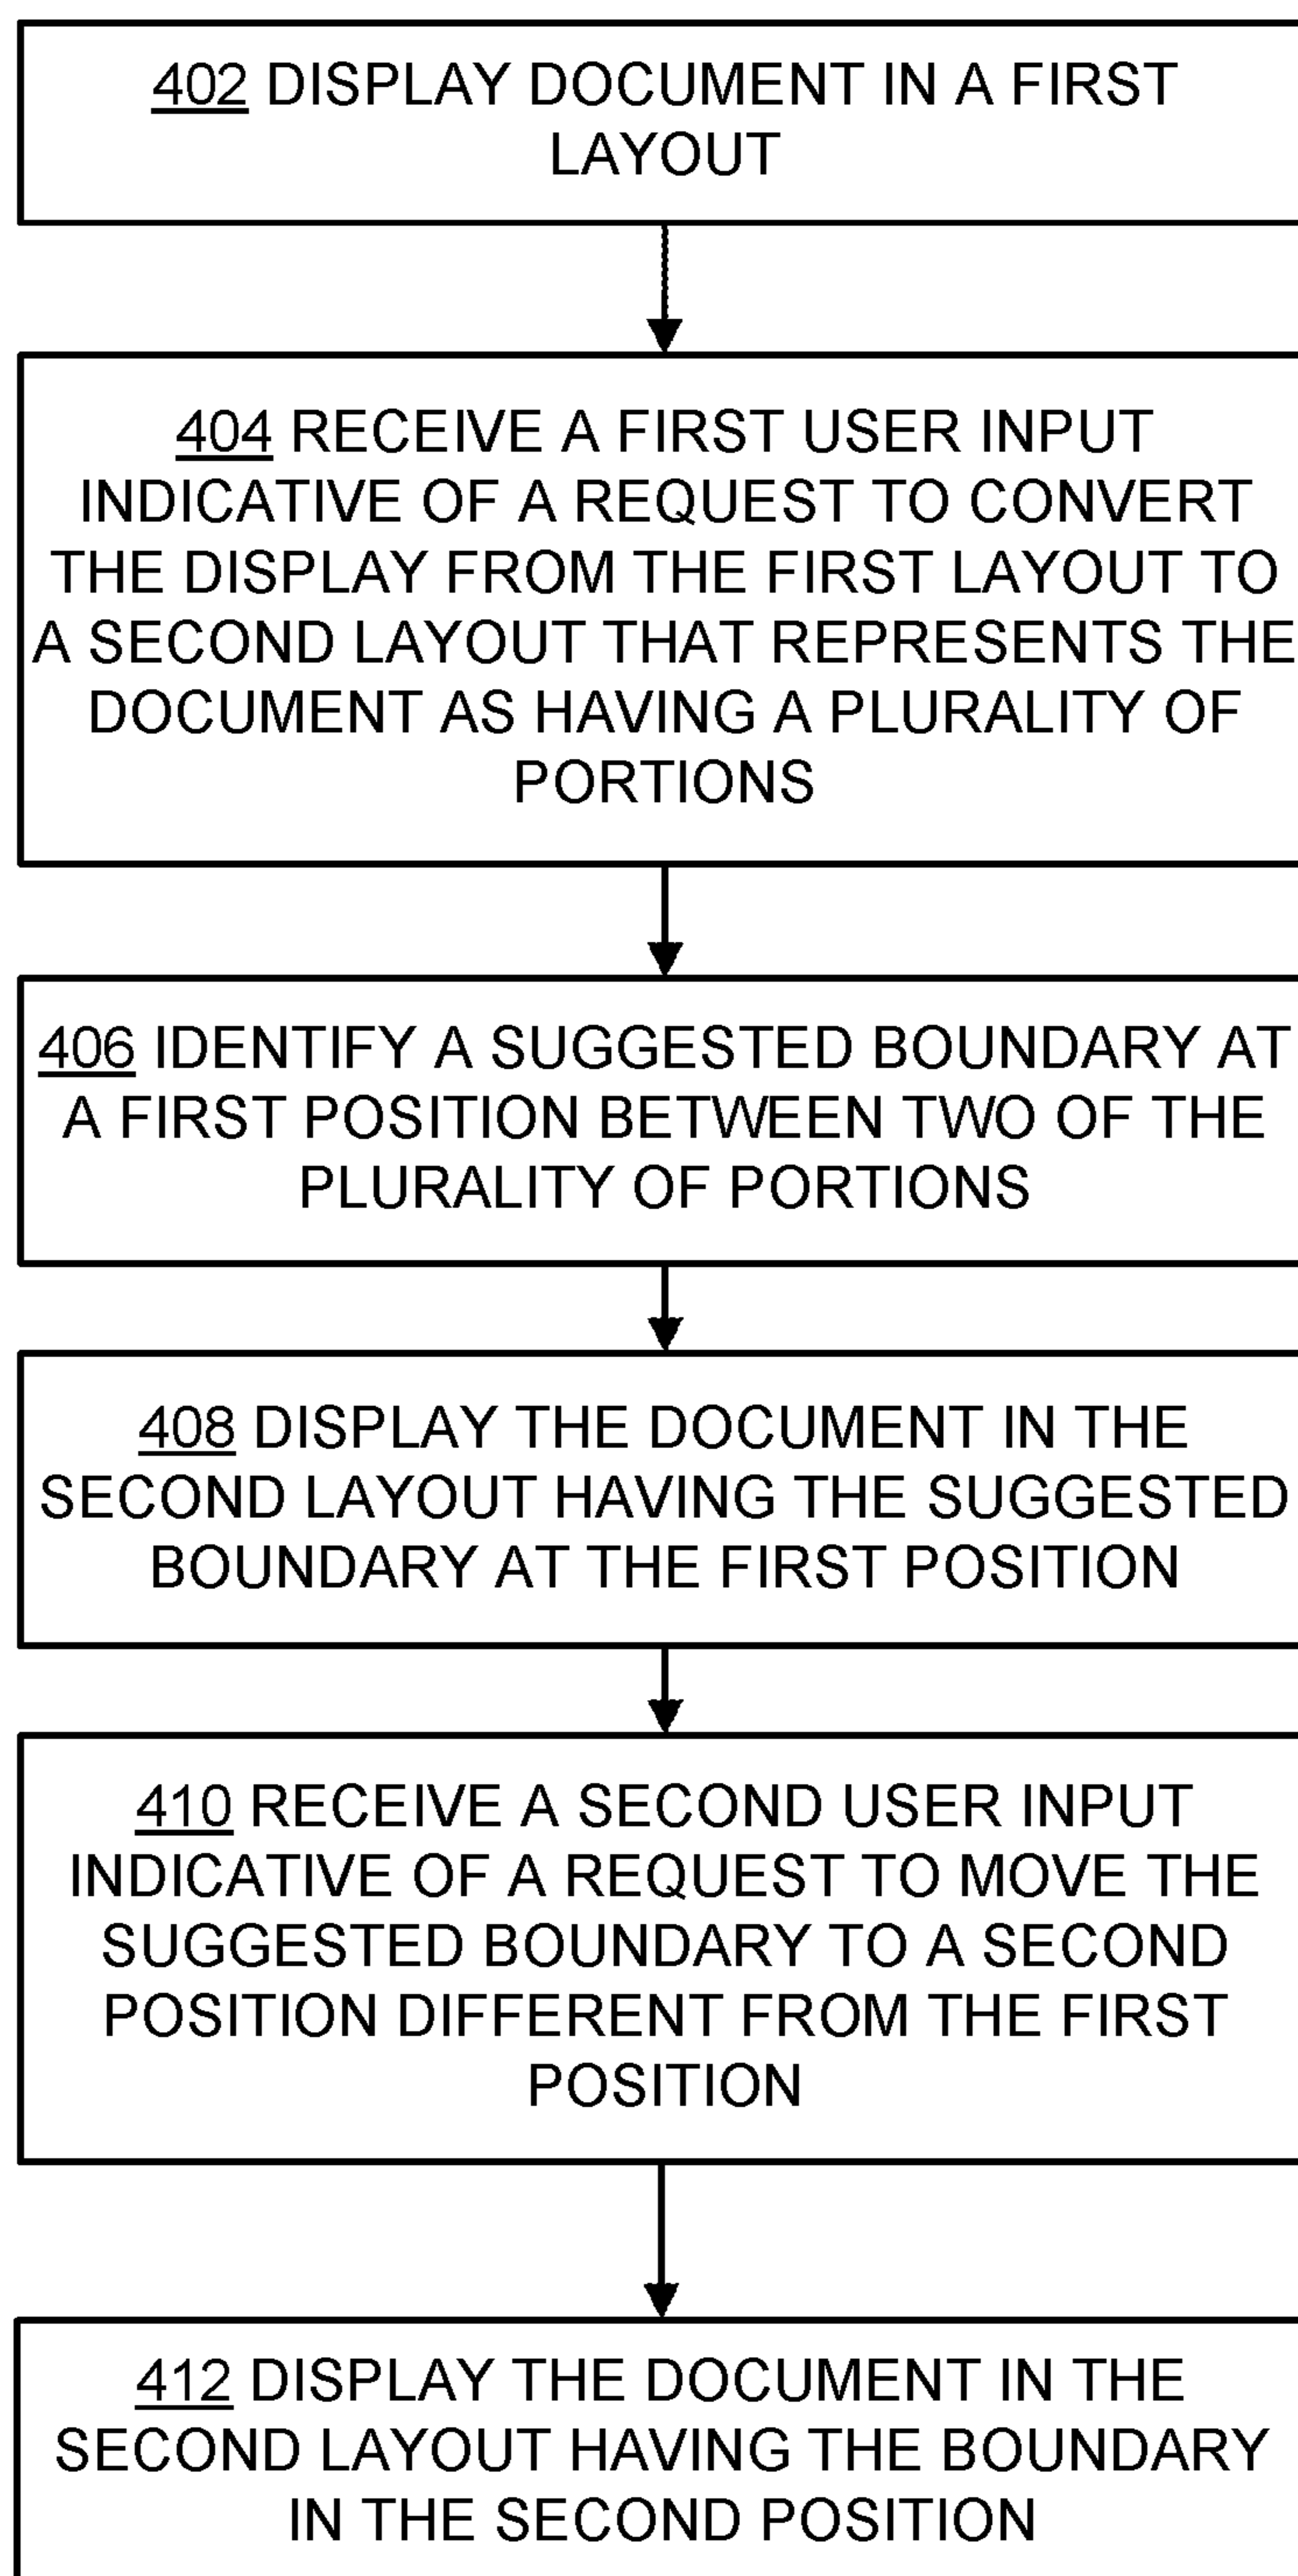 402 DISPLAY DOCUMENT IN A FIRST
LAYOUT
404 RECEIVE A FIRST USER INPUT
INDICATIVE OF A REQUEST TO CONVERT
THE DISPLAY FROM THE FIRST LAYOUT TO
A SECOND LAYOUT THAT REPRESENTS THE
DOCUMENT AS HAVING A PLURALITY OF
PORTIONS
406 IDENTIFY A SUGGESTED BOUNDARY AT
A FIRST POSITION BETWEEN TWO OF THE
PLURALITY OF PORTIONS
408 DISPLAY THE DOCUMENT IN THE
SECOND LAYOUT HAVING THE SUGGESTED
BOUNDARY AT THE FIRST POSITION
410 RECEIVE A SECOND USER INPUT
INDICATIVE OF A REQUEST TO MOVE THE
SUGGESTED BOUNDARY TO A SECOND
POSITION DIFFERENT FROM THE FIRST
POSITION
412 DISPLAY THE DOCUMENT IN THE
SECOND LAYOUT HAVING THE BOUNDARY
IN THE SECOND POSITION